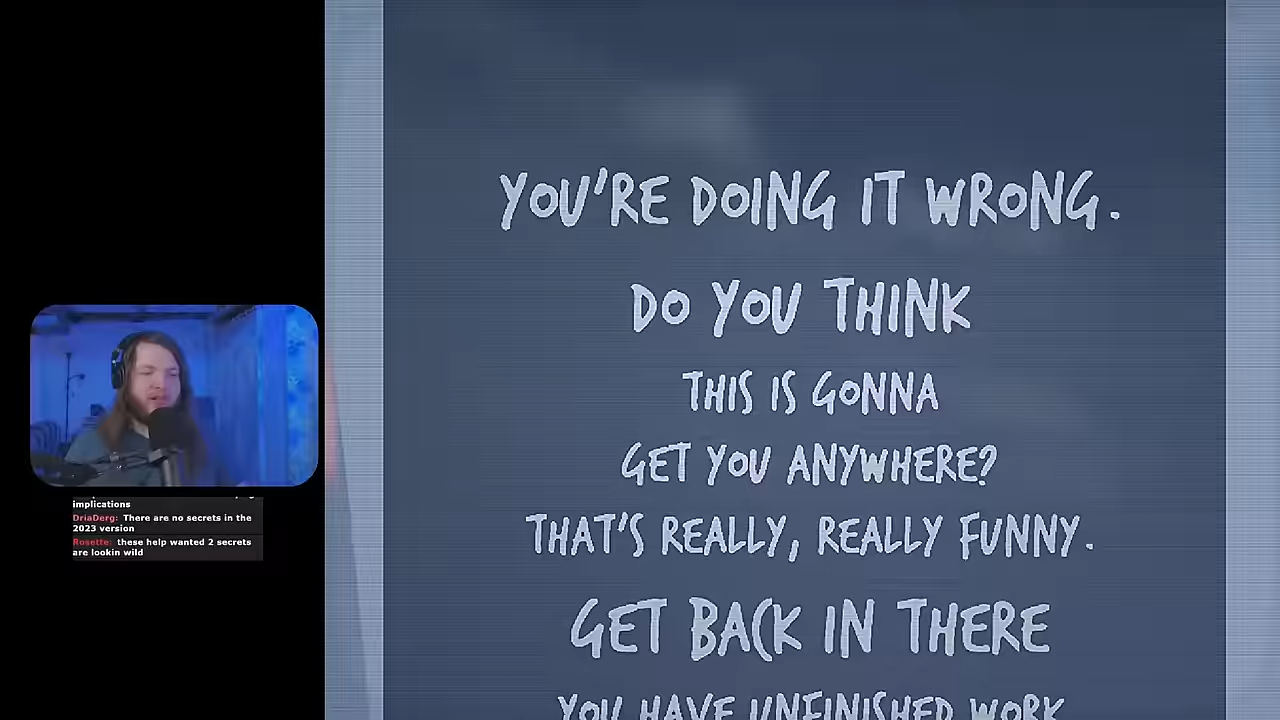 YOU'RE DOING IT WRONG.
DO YOU THINK
THIS IS GONNA
GET YOU ANYWHERE?
THAT'S REALLY, REALLY FUNNY.
GET BACK IN THERE
YOU HAVE UNFINISHED WORK
implications
DriaDerg: There are no secrets in the
2023 version
Rosette: these help wanted 2 secrets
are lookin wild